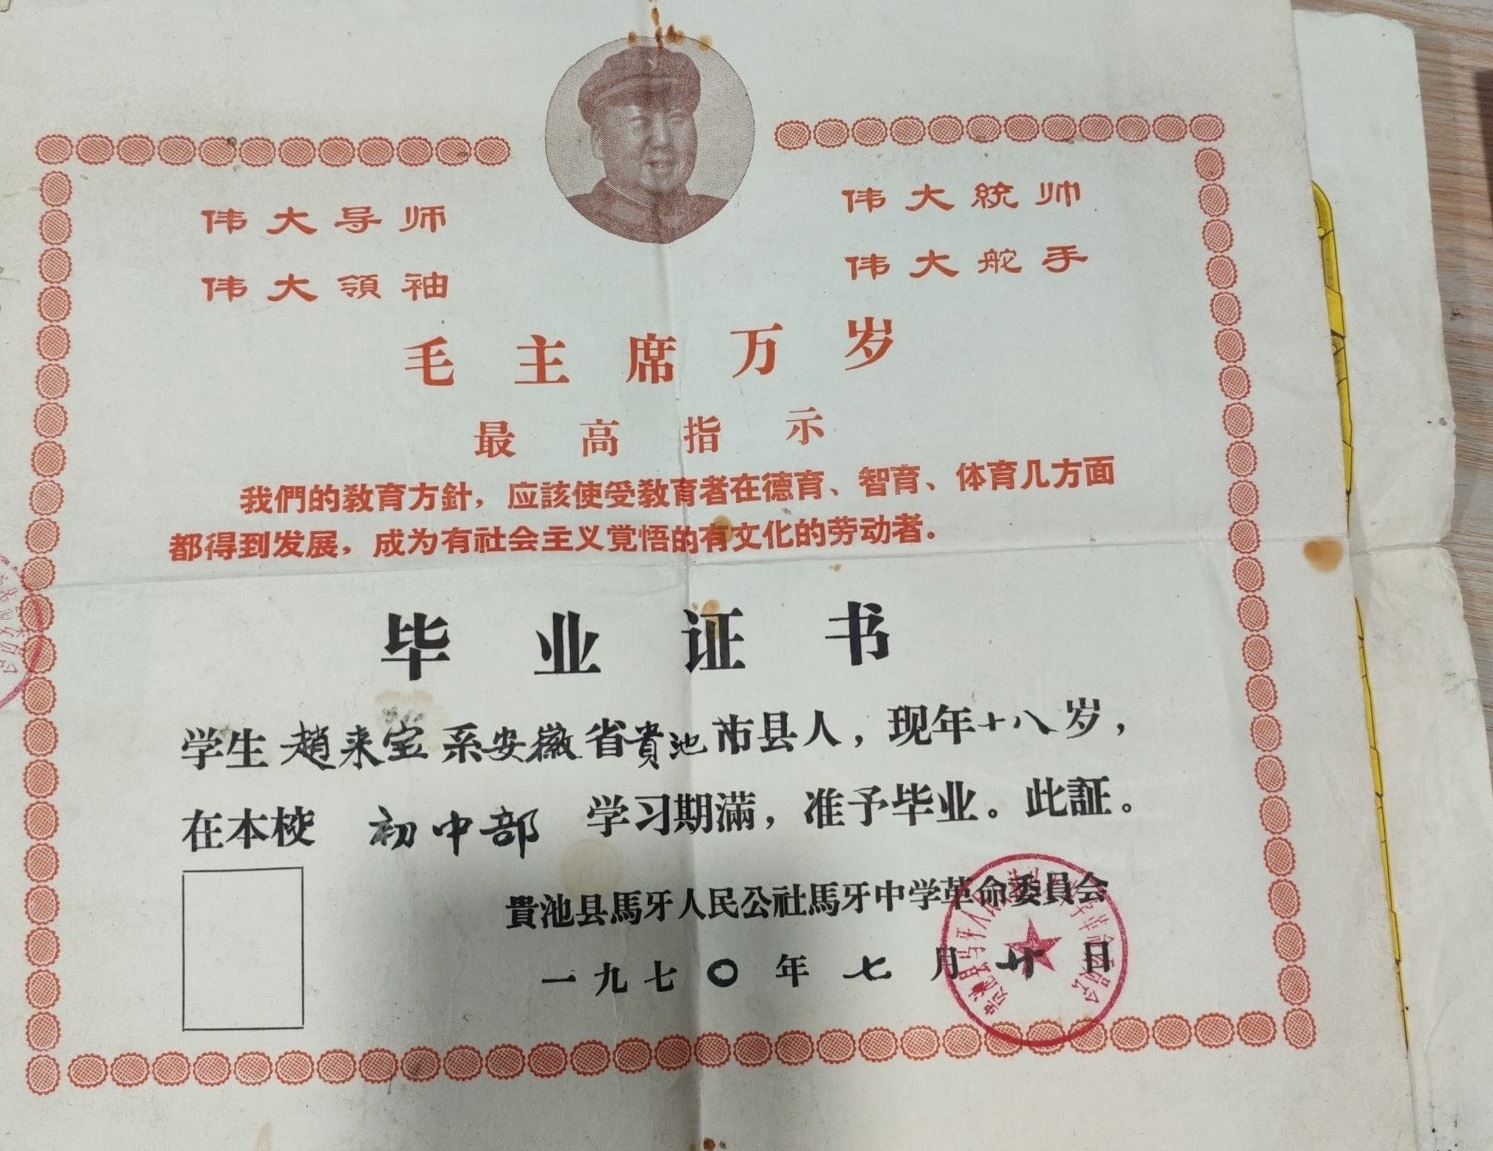 伟大导师 伟大統帅
伟大領袖 伟大舵手
毛主席万岁
最高指示
我們的教育方針，应該使受教育者在德育、智育、体育几方面
都得到发展，成为有社会主义覚悟的有文化的劳动者。
毕业证书
学生趙来宝系安徽省貴池市县人，现年十八岁，
在本校 初中部 学习期滿，准予毕业。此証。
貴池县馬牙人民公社馬牙中学革命委員会
一九七〇年七月廿日